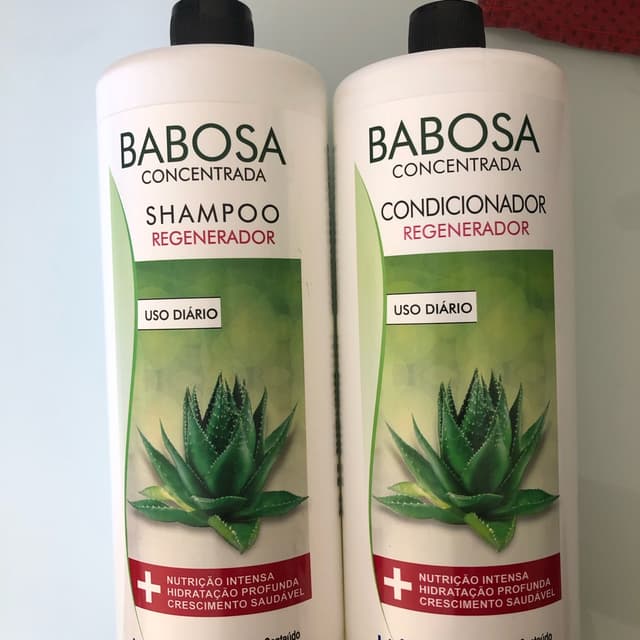 BABOSA
CONCENTRADA
SHAMPOO
REGENERADOR
USO DIÁRIO
+ NUTRIÇÃO INTENSA
HIDRATAÇÃO PROFUNDA
CRESCIMENTO SAUDÁVEL
BABOSA
CONCENTRADA
CONDICIONADOR
REGENERADOR
USO DIÁRIO
+ NUTRIÇÃO INTENSA
HIDRATAÇÃO PROFUNDA
CRESCIMENTO SAUDÁVEL